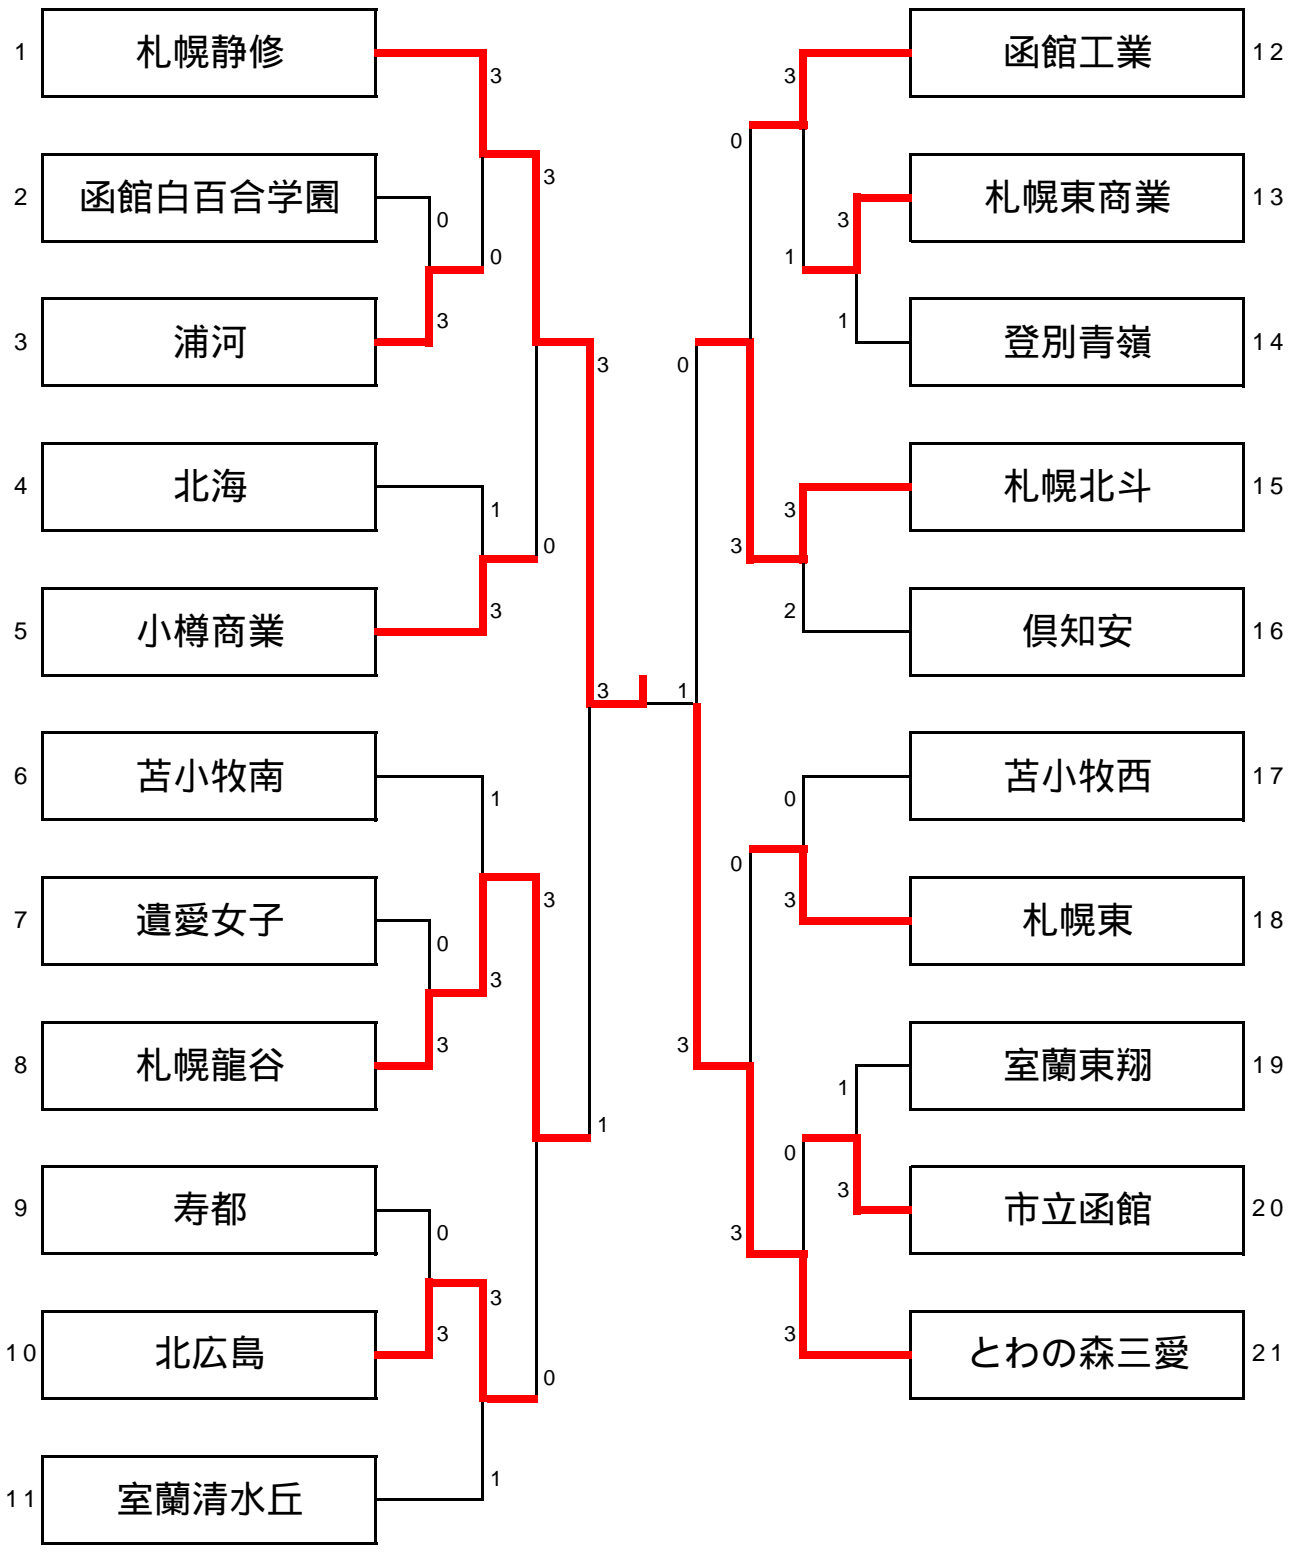 1 札幌静修
3
2 函館白百合学園
0
3
0
3 浦河
3
3
4 北海
1
0
5 小樽商業
3
3
6 苫小牧南
1
7 遺愛女子
3
0
3
8 札幌龍谷
3
1
9 寿都
0
3
10 北広島
3
0
11 室蘭清水丘
1
函館工業 12
3
0
札幌東商業 13
3
1
登別青嶺 14
1
0
札幌北斗 15
3
3
倶知安 16
2
1
苫小牧西 17
0
0
札幌東 18
3
室蘭東翔 19
3
1
0
市立函館 20
3
3
とわの森三愛 21
3